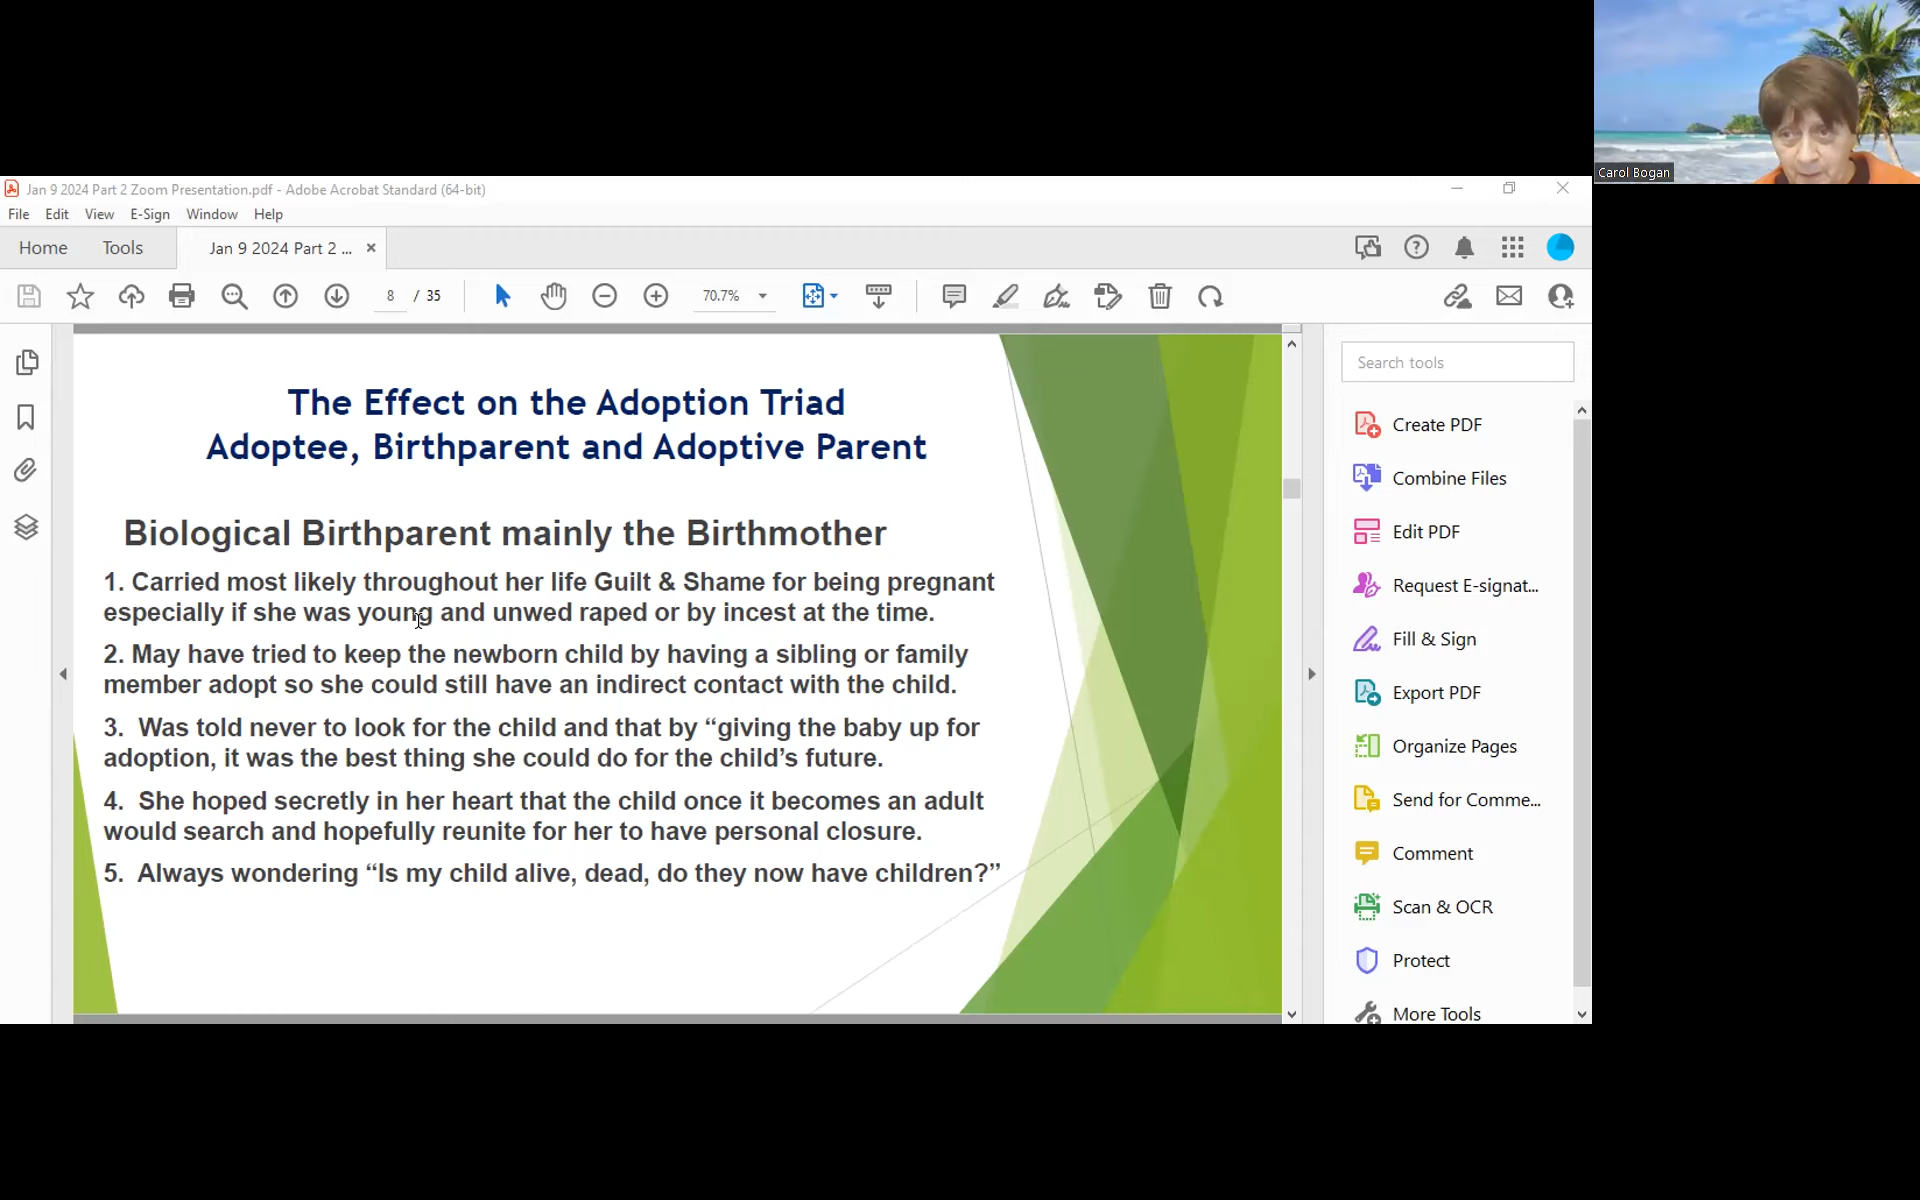 Carol Bogan
Jan 9 2024 Part 2 Zoom Presentation.pdf - Adobe Acrobat Standard (64-bit)
File Edit View E-Sign Window Help
Home Tools Jan 9 2024 Part 2 ...
8 / 35 70.7%
The Effect on the Adoption Triad
Adoptee, Birthparent and Adoptive Parent
Biological Birthparent mainly the Birthmother
1. Carried most likely throughout her life Guilt & Shame for being pregnant
especially if she was young and unwed raped or by incest at the time.
2. May have tried to keep the newborn child by having a sibling or family
member adopt so she could still have an indirect contact with the child.
3. Was told never to look for the child and that by “giving the baby up for
adoption, it was the best thing she could do for the child’s future.
4. She hoped secretly in her heart that the child once it becomes an adult
would search and hopefully reunite for her to have personal closure.
5. Always wondering “Is my child alive, dead, do they now have children?”
Search tools
Create PDF
Combine Files
Edit PDF
Request E-signat...
Fill & Sign
Export PDF
Organize Pages
Send for Comme...
Comment
Scan & OCR
Protect
More Tools